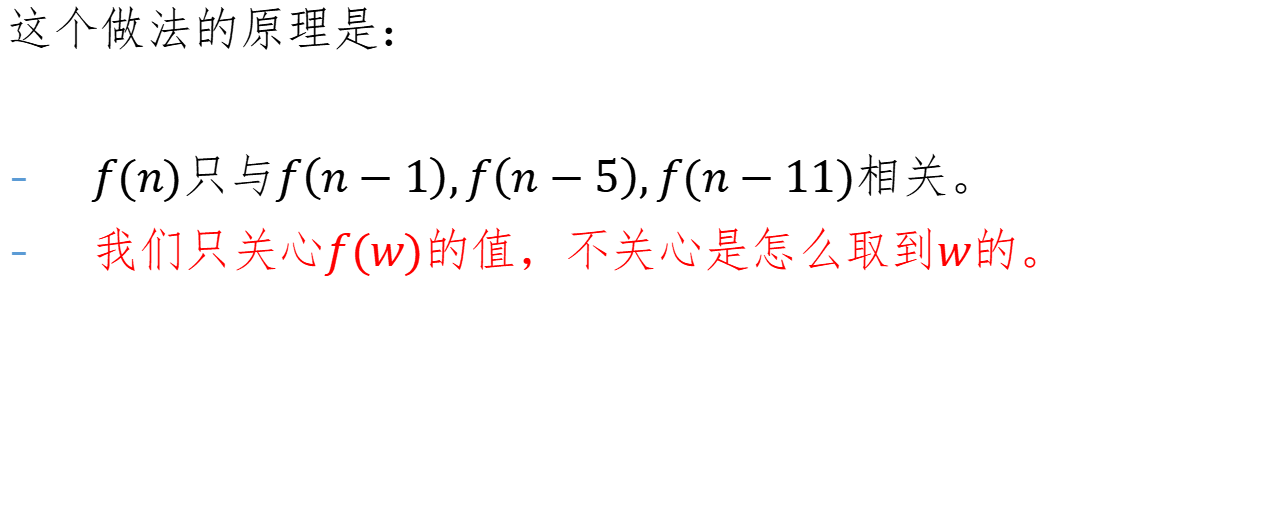 这个做法的原理是：
- f(n)只与f(n − 1), f(n − 5), f(n − 11)相关。
- 我们只关心f(w)的值，不关心是怎么取到w的。